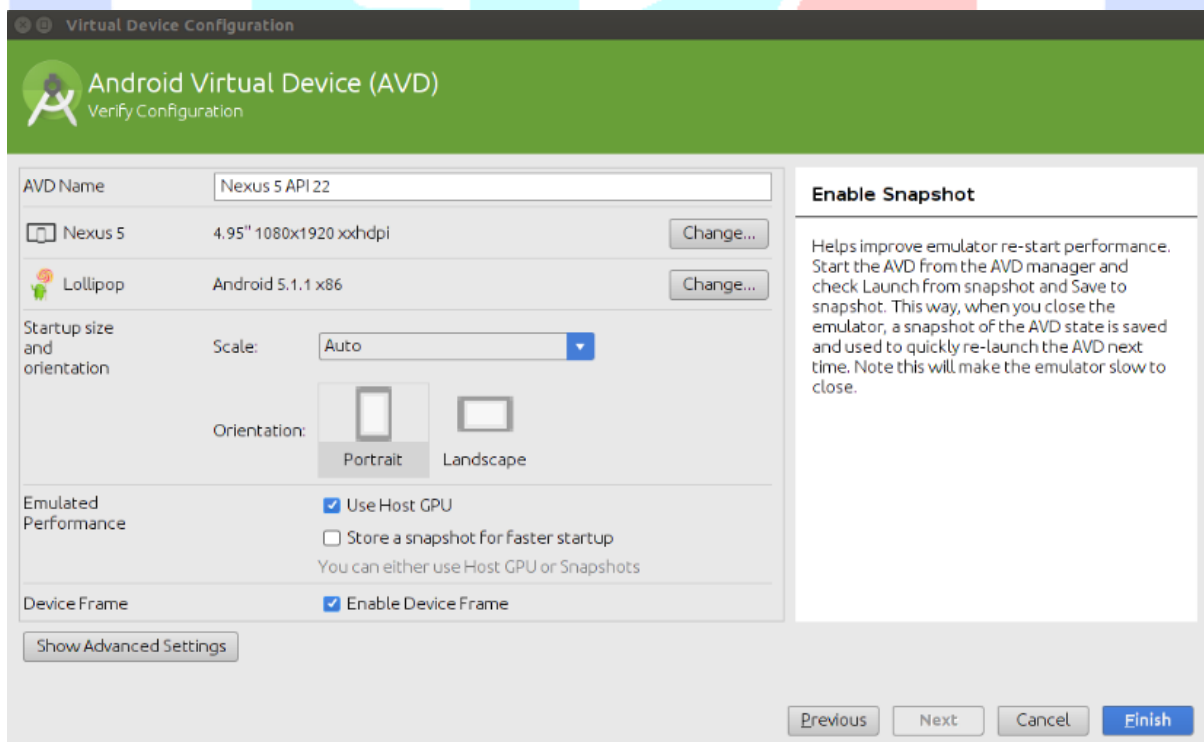 Virtual Device Configuration
Android Virtual Device (AVD)
Verify Configuration
AVD Name
Nexus 5 API 22
Nexus 5
4.95" 1080x1920 xxhdpi
Change...
Lollipop
Android 5.1.1 x86
Change...
Startup size
and
orientation
Scale:
Auto
Orientation:
Portrait
Landscape
Emulated
Performance
Use Host GPU
Store a snapshot for faster startup
You can either use Host GPU or Snapshots
Device Frame
Enable Device Frame
Show Advanced Settings
Enable Snapshot
Helps improve emulator re-start performance.
Start the AVD from the AVD manager and
check Launch from snapshot and Save to
snapshot. This way, when you close the
emulator, a snapshot of the AVD state is saved
and used to quickly re-launch the AVD next
time. Note this will make the emulator slow to
close.
Previous
Next
Cancel
Finish